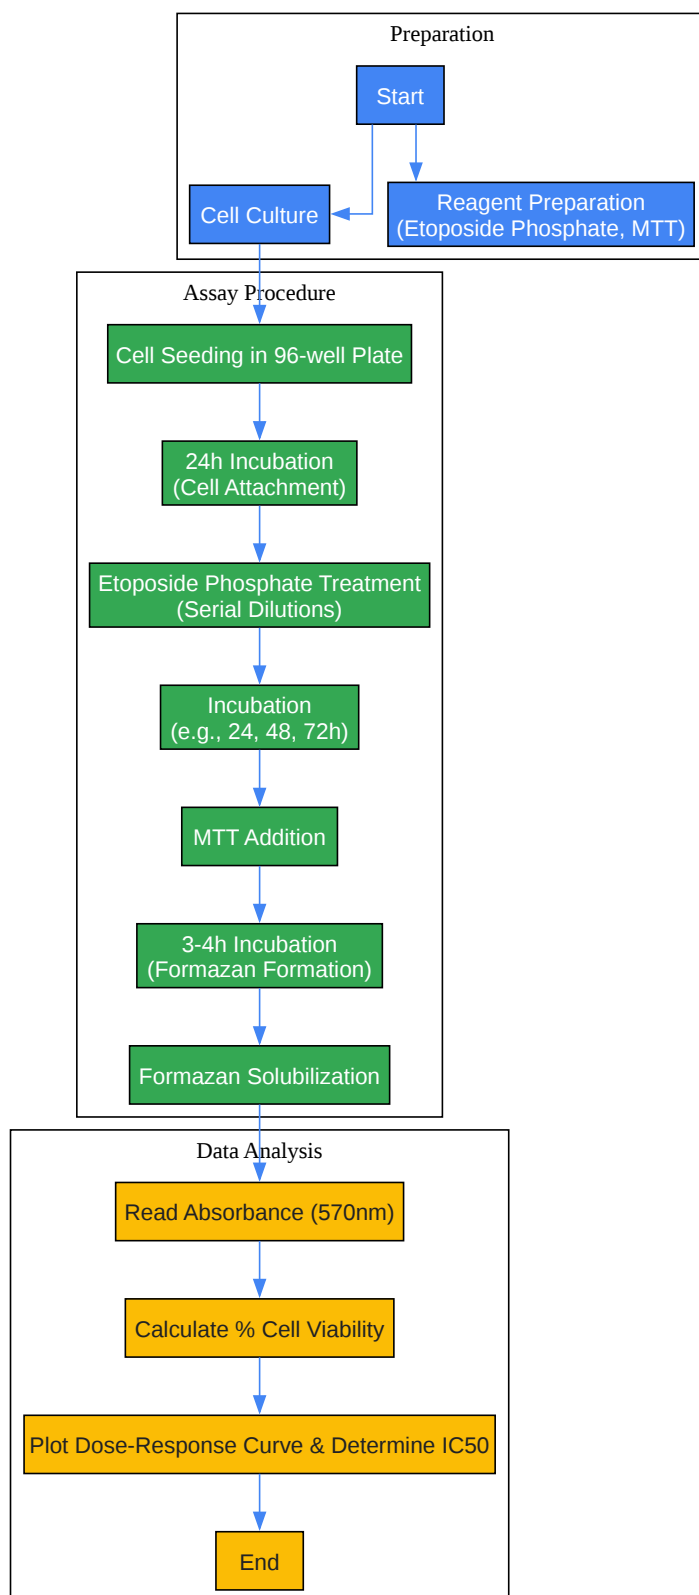 Preparation
Start
Cell Culture
Reagent Preparation
(Etoposide Phosphate, MTT)
Assay Procedure
Cell Seeding in 96-well Plate
24h Incubation
(Cell Attachment)
Etoposide Phosphate Treatment
(Serial Dilutions)
Incubation
(e.g., 24, 48, 72h)
MTT Addition
3-4h Incubation
(Formazan Formation)
Formazan Solubilization
Data Analysis
Read Absorbance (570nm)
Calculate % Cell Viability
Plot Dose-Response Curve & Determine IC50
End